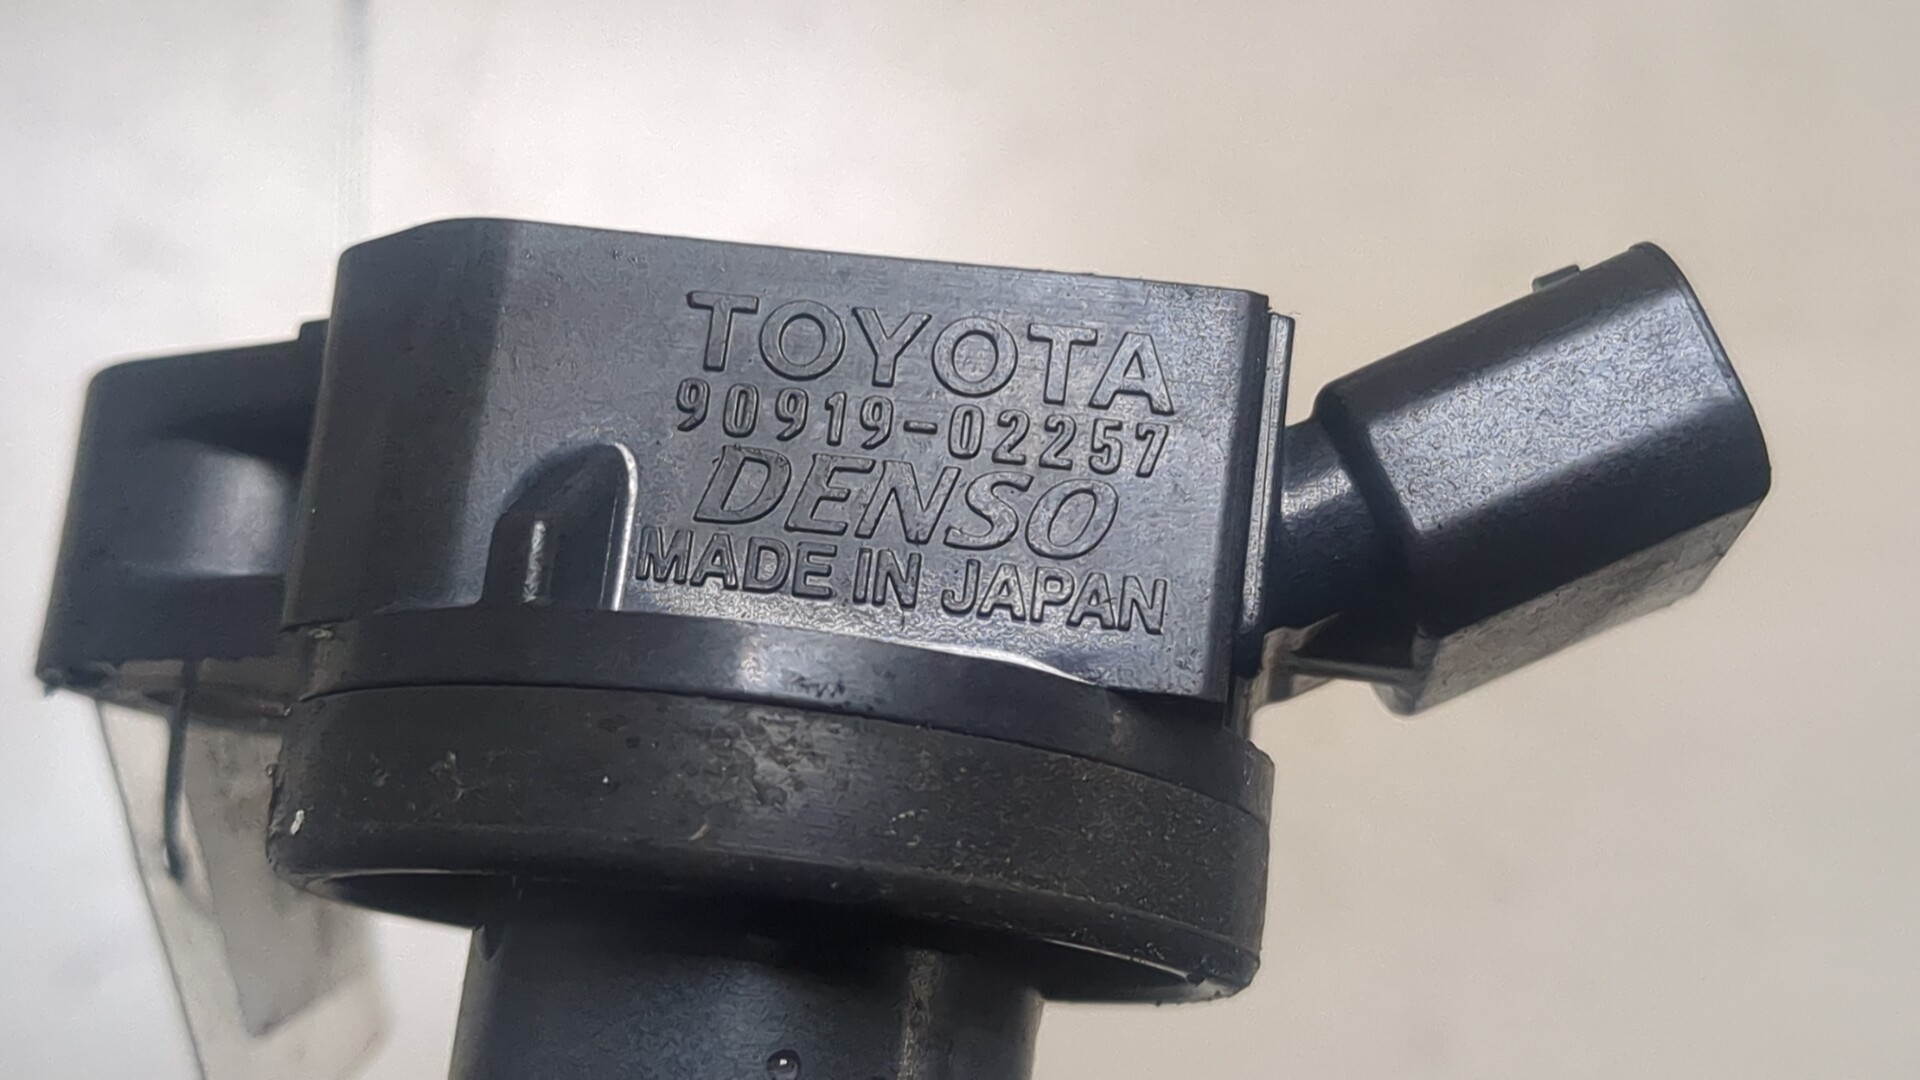 TOYOTA
90919-02257
DENSO
MADE IN JAPAN